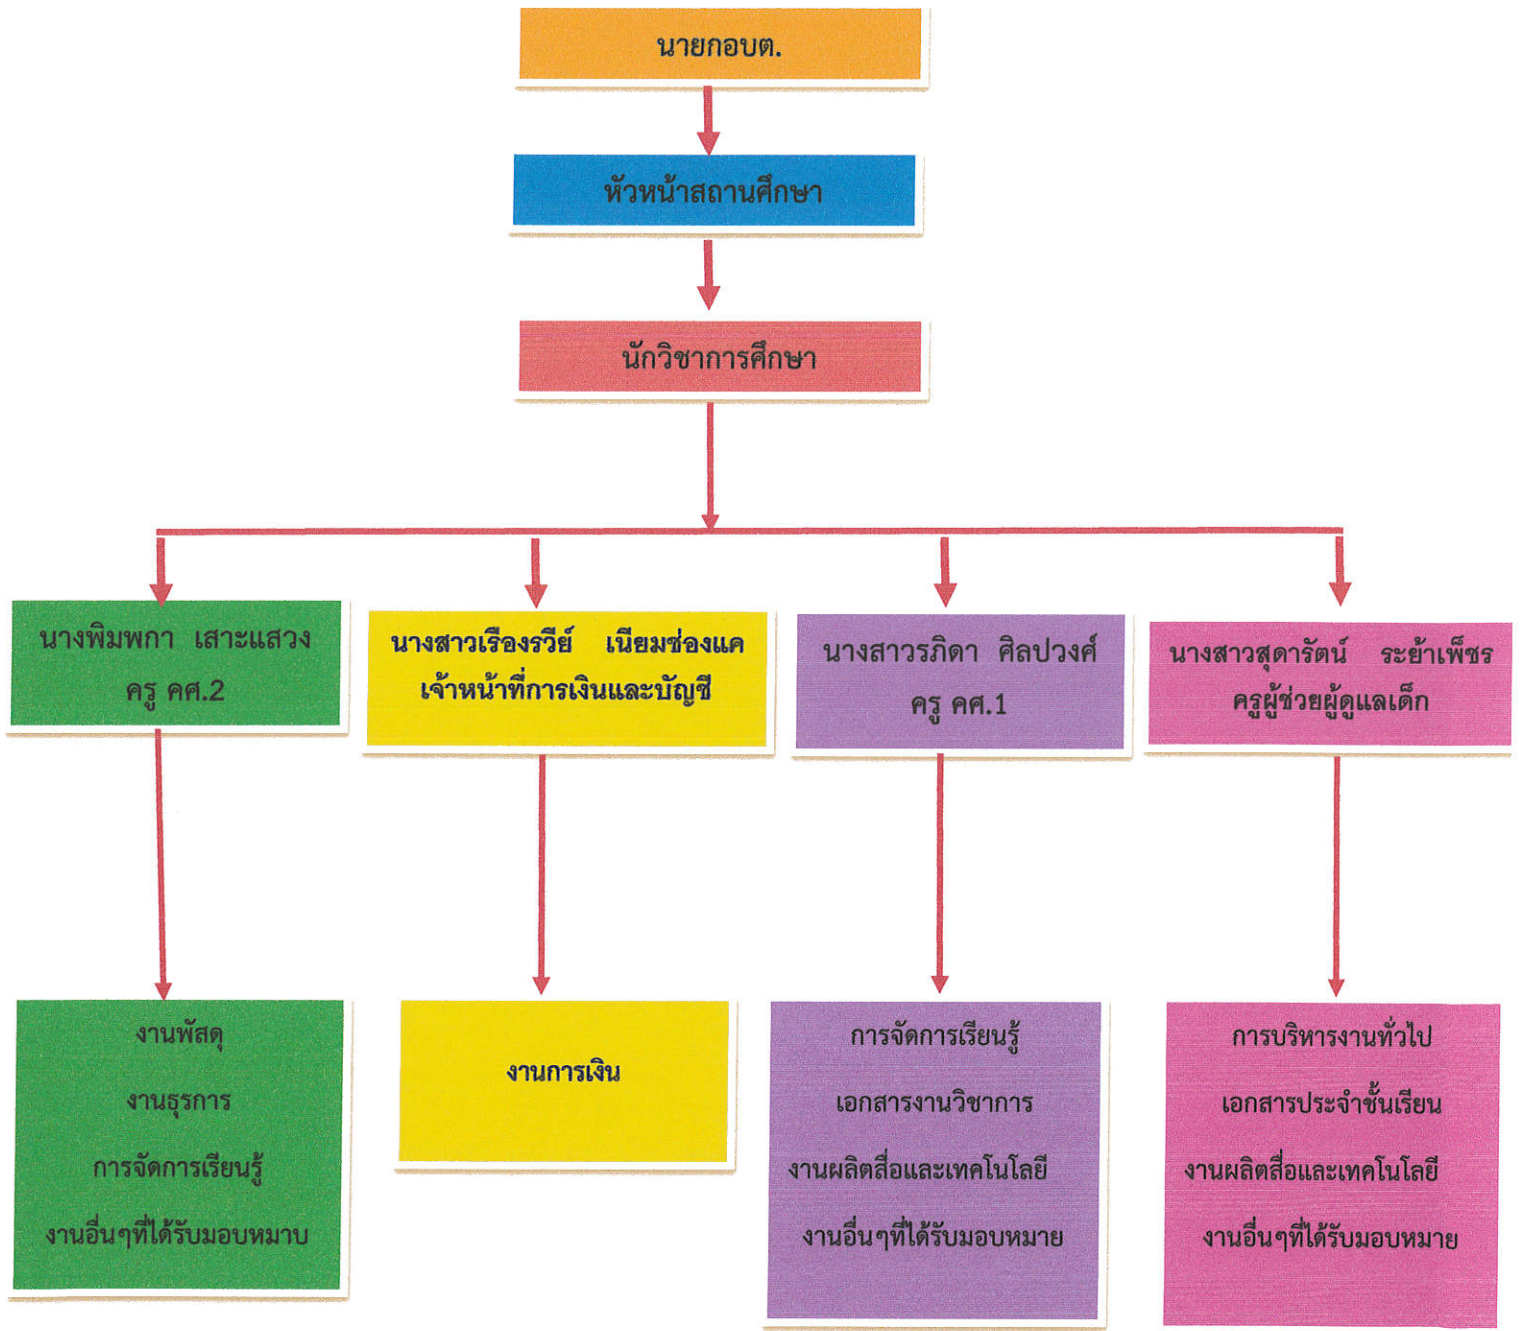 นายกอบต.
หัวหน้าสถานศึกษา
นักวิชาการศึกษา
นางพิมพกา เสาะแสวง
ครู คศ.2
นางสาวเรืองรวีย์ เนียมช่องแค
เจ้าหน้าที่การเงินและบัญชี
นางสาวรภิดา ศิลปวงศ์
ครู คศ.1
นางสาวสุดารัตน์ ระย้าเพ็ชร
ครูผู้ช่วยผู้ดูแลเด็ก
งานพัสดุ
งานธุรการ
การจัดการเรียนรู้
งานอื่นๆที่ได้รับมอบหมาบ
งานการเงิน
การจัดการเรียนรู้
เอกสารงานวิชาการ
งานผลิตสื่อและเทคโนโลยี
งานอื่นๆที่ได้รับมอบหมาย
การบริหารงานทั่วไป
เอกสารประจำชั้นเรียน
งานผลิตสื่อและเทคโนโลยี
งานอื่นๆที่ได้รับมอบหมาย